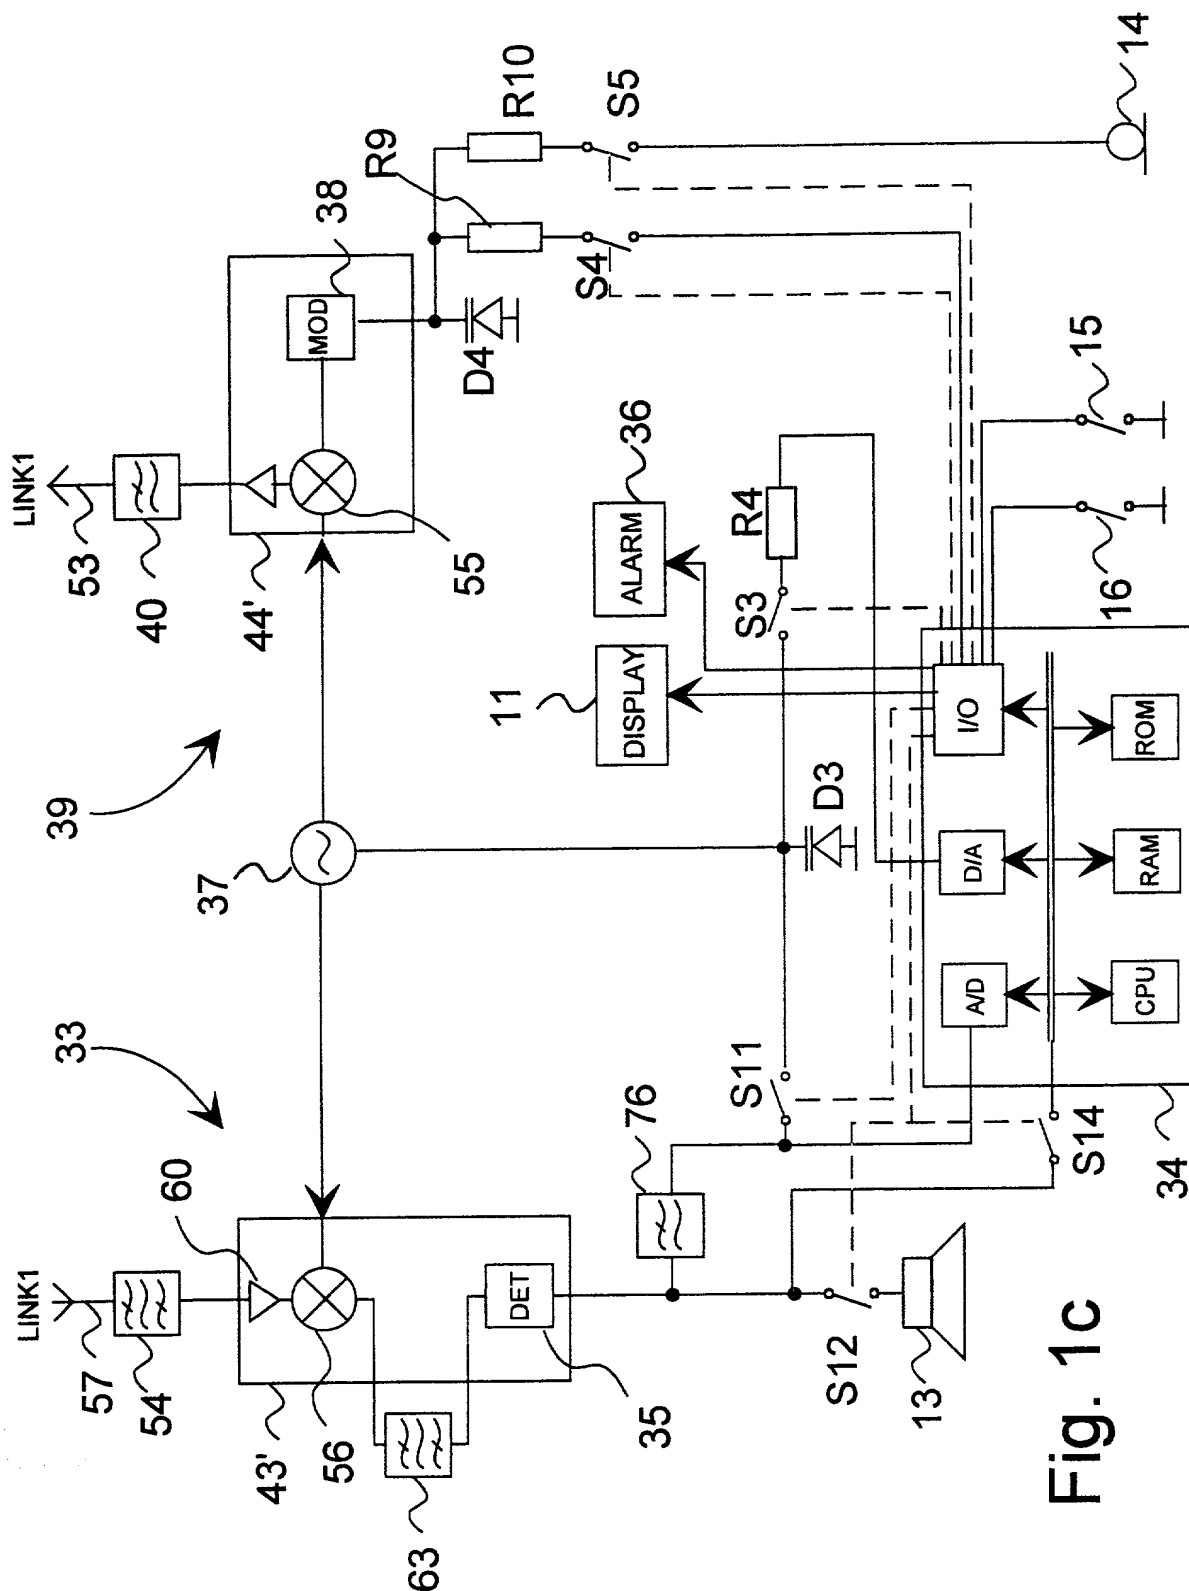 LINK1
57
54
60
43'
56
63
DET
35
33
37
39
LINK1
53
40
44'
55
MOD
38
R9
R10
D4
S4
S5
14
76
S11
S12
13
S14
34
D3
11
DISPLAY
ALARM
36
S3
R4
16
15
A/D
D/A
I/O
CPU
RAM
ROM
Fig. 1c